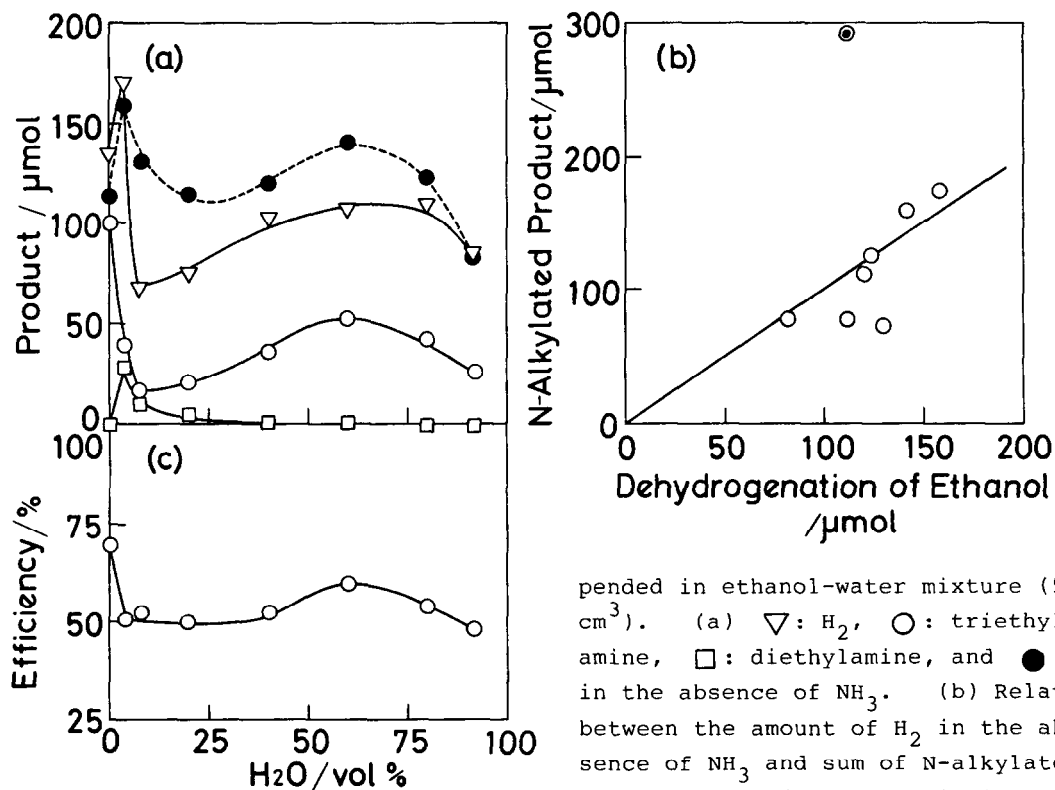 200
150
100
50
0
Product / μmol
(a)
100
75
50
25
Efficiency/%
(c)
0 25 50 75 100
H2O/vol %
300
200
100
0
N-Alkylated Product/μmol
(b)
0 50 100 150 200
Dehydrogenation of Ethanol
/μmol
pended in ethanol-water mixture (
cm³). (a) ▽: H₂, ○: triethyl
amine, □: diethylamine, and ●
in the absence of NH₃. (b) Rela
between the amount of H₂ in the a
sence of NH₃ and sum of N-alkylate